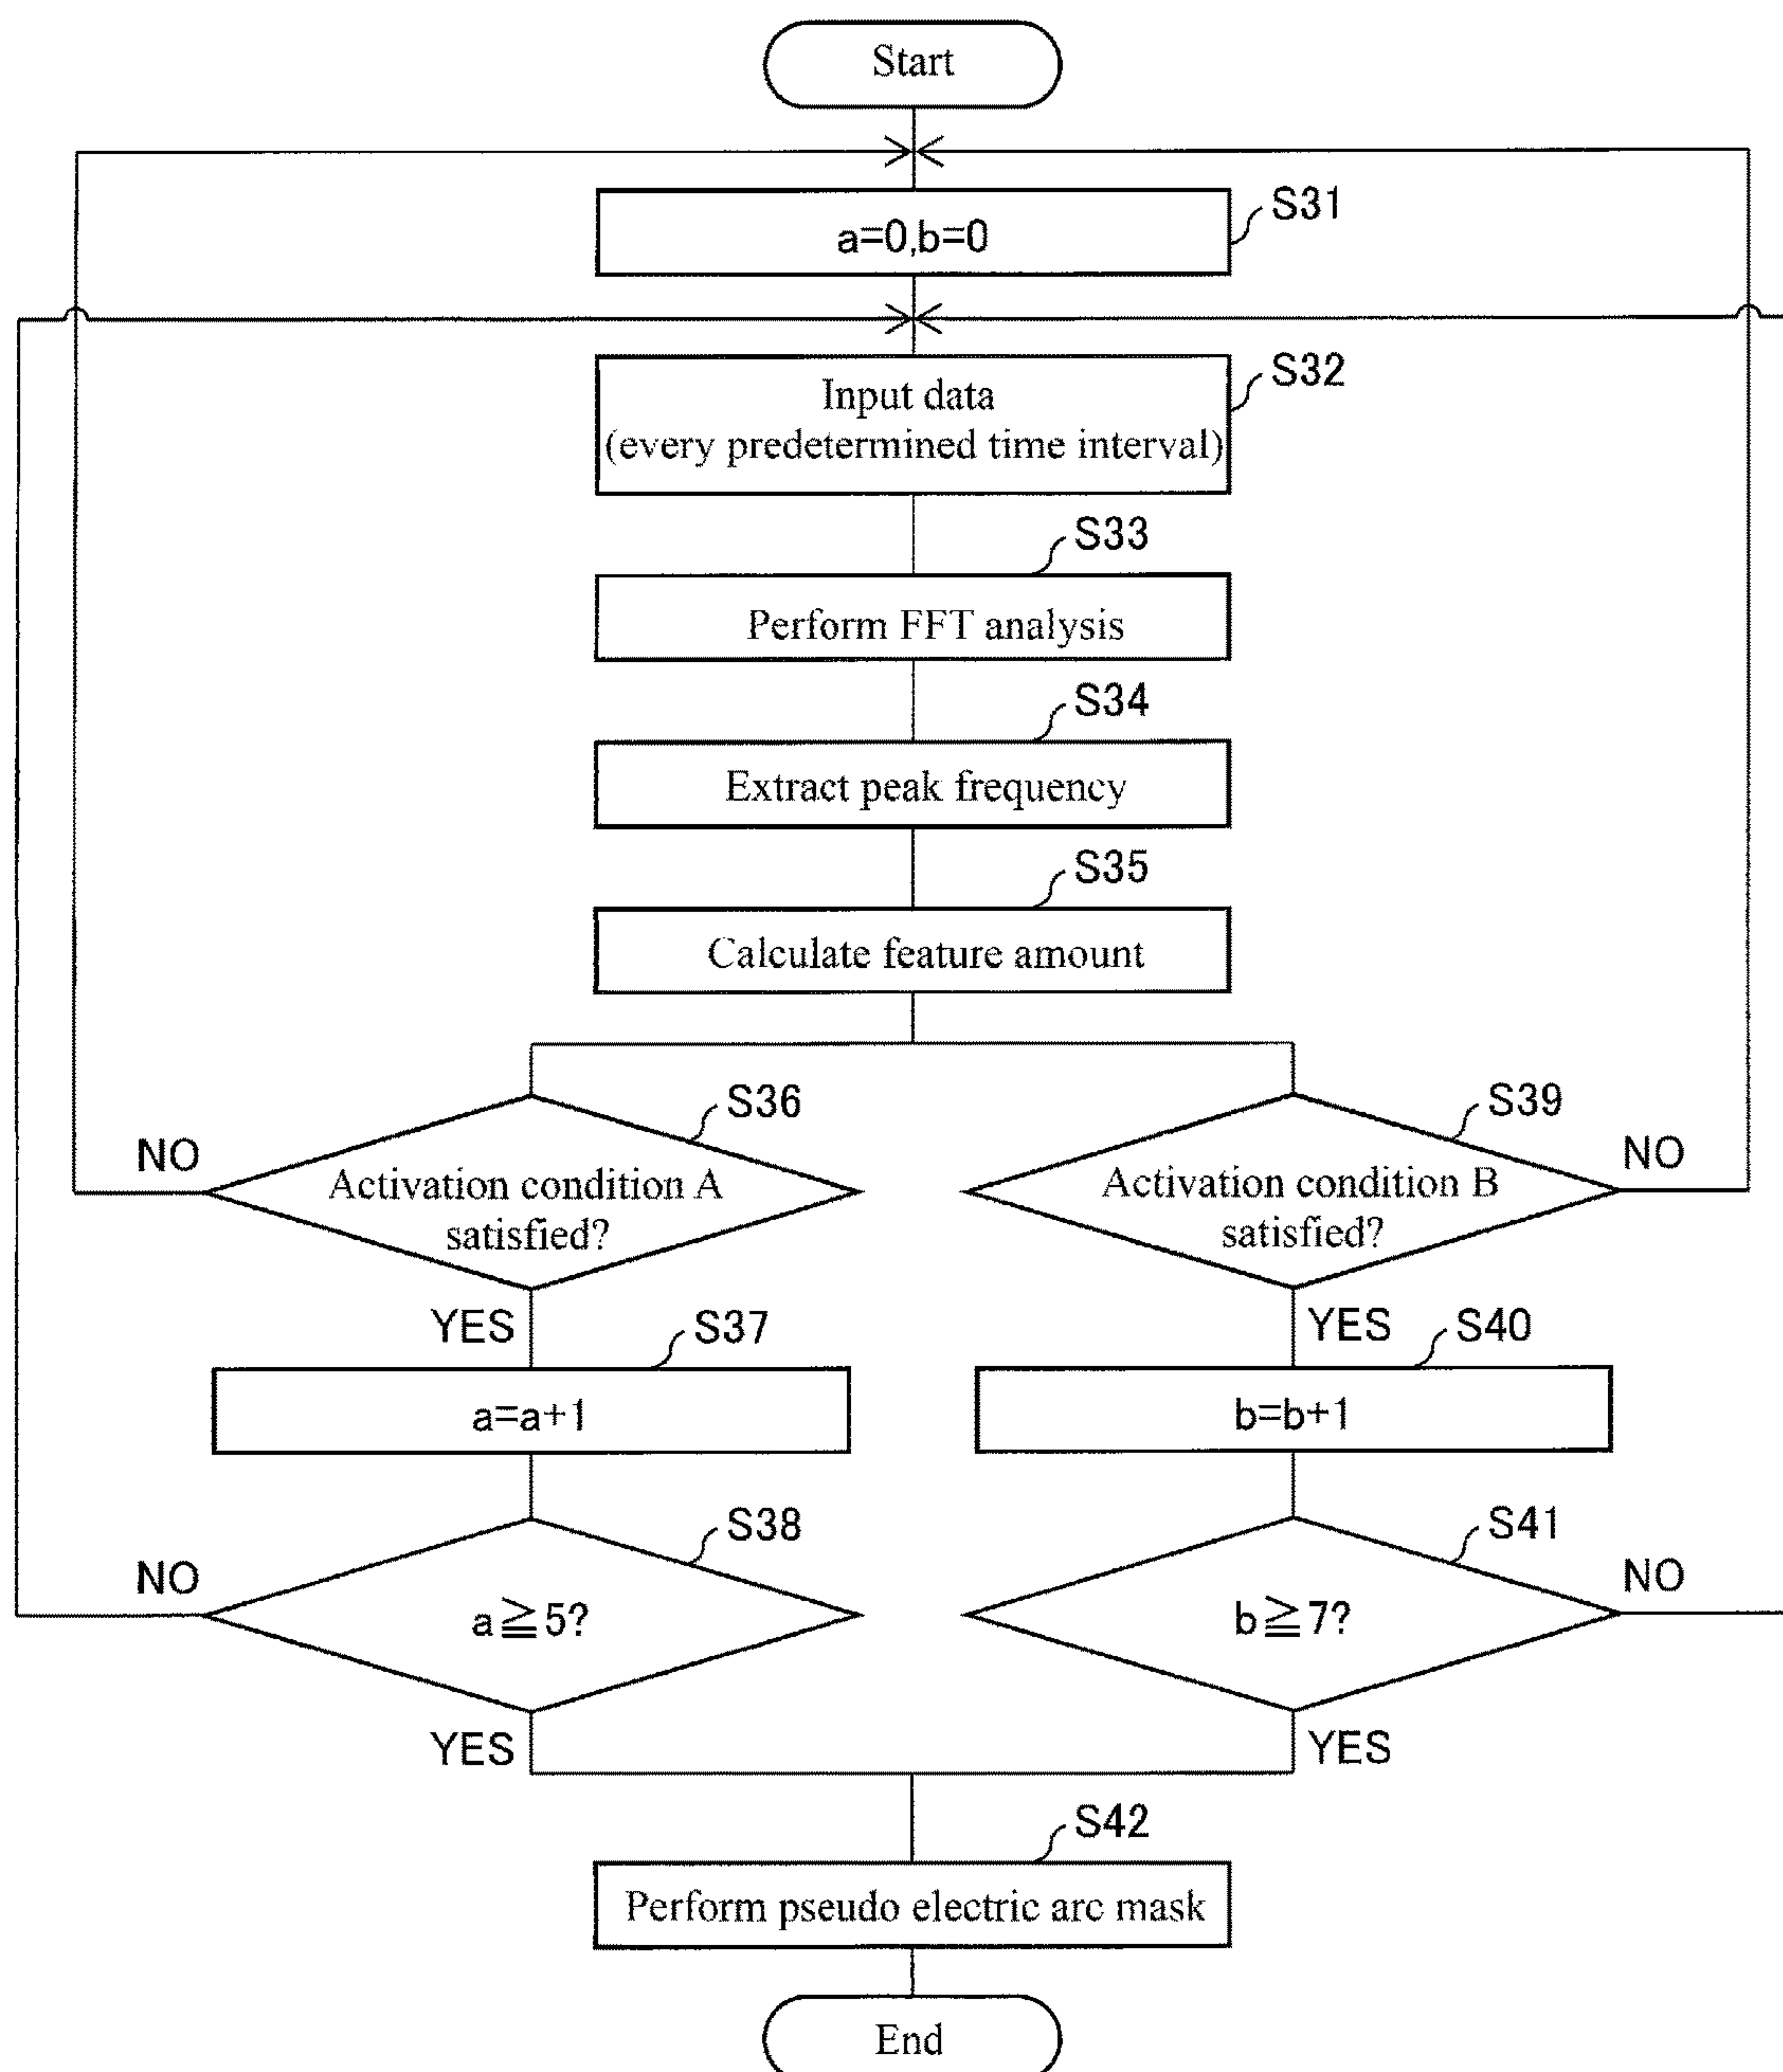 Start
S31
a=0,b=0
S32
Input data
(every predetermined time interval)
S33
Perform FFT analysis
S34
Extract peak frequency
S35
Calculate feature amount
S36
NO
Activation condition A
satisfied?
YES
S37
a=a+1
S38
NO
a≧5?
YES
S39
NO
Activation condition B
satisfied?
YES
S40
b=b+1
S41
NO
b≧7?
YES
S42
Perform pseudo electric arc mask
End